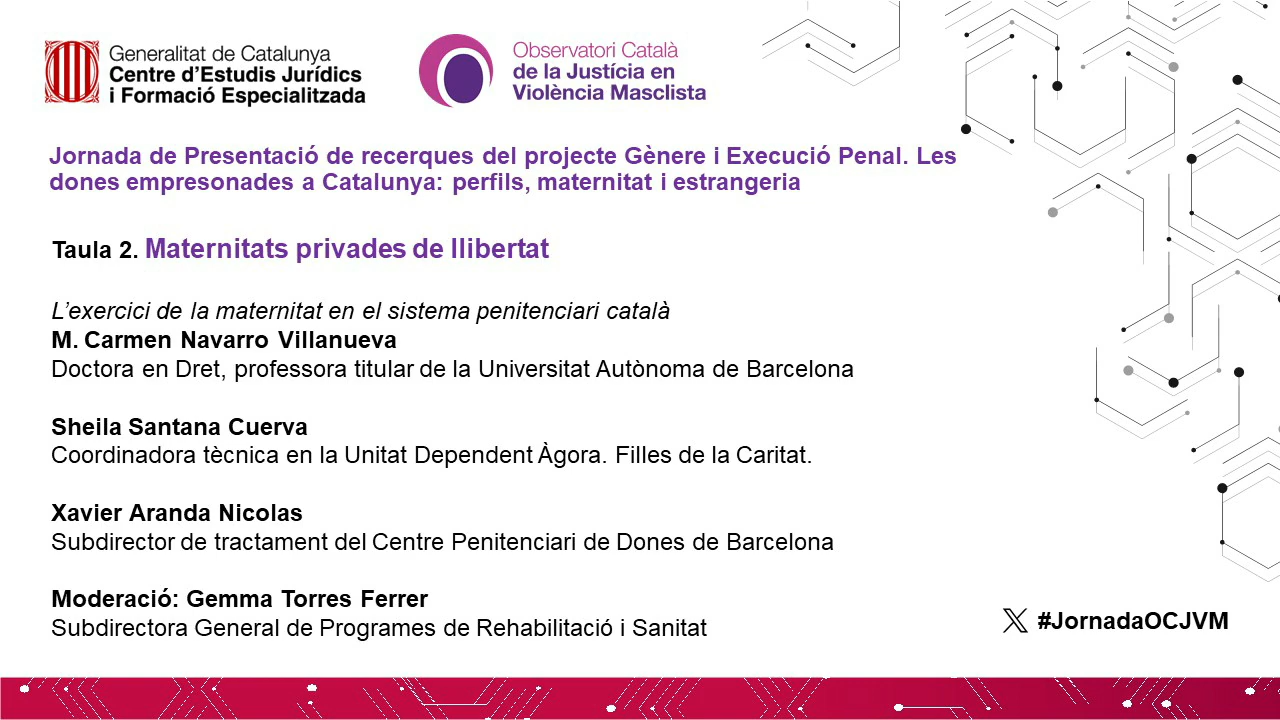 Generalitat de Catalunya
Centre d'Estudis Jurídics
i Formació Especialitzada
Observatori Català
de la Justícia en
Violència Masclista
Jornada de Presentació de recerques del projecte Gènere i Execució Penal. Les
dones empresonades a Catalunya: perfils, maternitat i estrangeria
Taula 2. Maternitats privades de llibertat
L’exercici de la maternitat en el sistema penitenciari català
M. Carmen Navarro Villanueva
Doctora en Dret, professora titular de la Universitat Autònoma de Barcelona
Sheila Santana Cuerva
Coordinadora tècnica en la Unitat Dependent Àgora. Filles de la Caritat.
Xavier Aranda Nicolas
Subdirector de tractament del Centre Penitenciari de Dones de Barcelona
Moderació: Gemma Torres Ferrer
Subdirectora General de Programes de Rehabilitació i Sanitat
#JornadaOCJVM